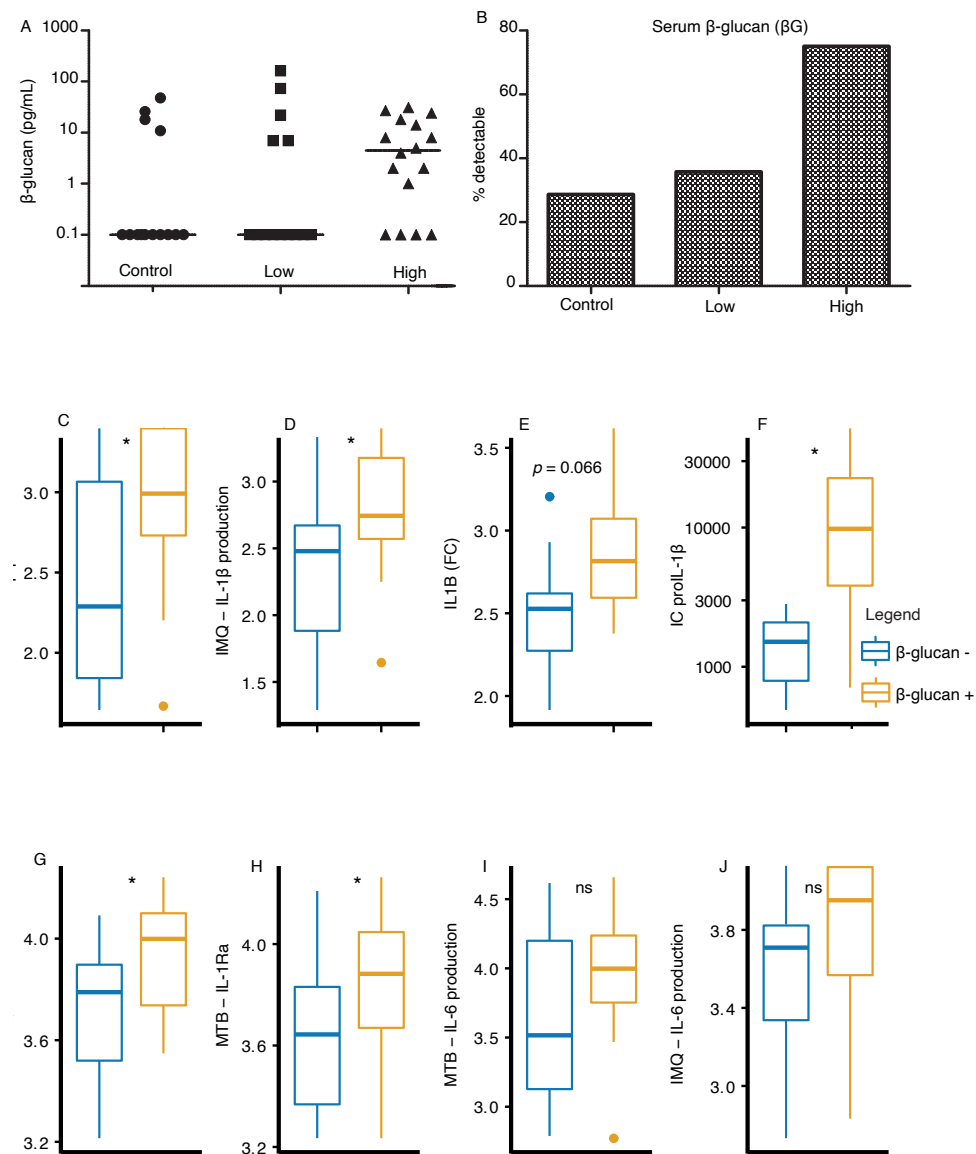 A
β-glucan (pg/mL)
1000
100
10
1
0.1
Control
Low
High
B
Serum β-glucan (βG)
% detectable
80
60
40
20
0
Control
Low
High
C
*
3.0
2.5
2.0
D
*
IMQ – IL-1β production
3.0
2.5
2.0
1.5
E
p = 0.066
IL1B (FC)
3.5
3.0
2.5
2.0
F
*
IC proIL-1β
30000
10000
3000
1000
Legend
β-glucan -
β-glucan +
G
*
4.0
3.6
3.2
H
*
MTB – IL-1Ra
4.0
3.6
3.2
I
ns
MTB – IL-6 production
4.5
4.0
3.5
3.0
J
ns
IMQ – IL-6 production
3.8
3.4
3.0